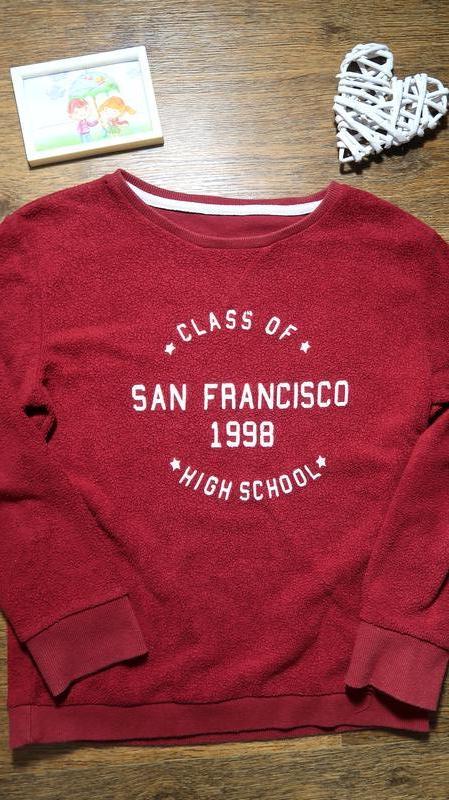 CLASS OF
SAN FRANCISCO
1998
HIGH SCHOOL